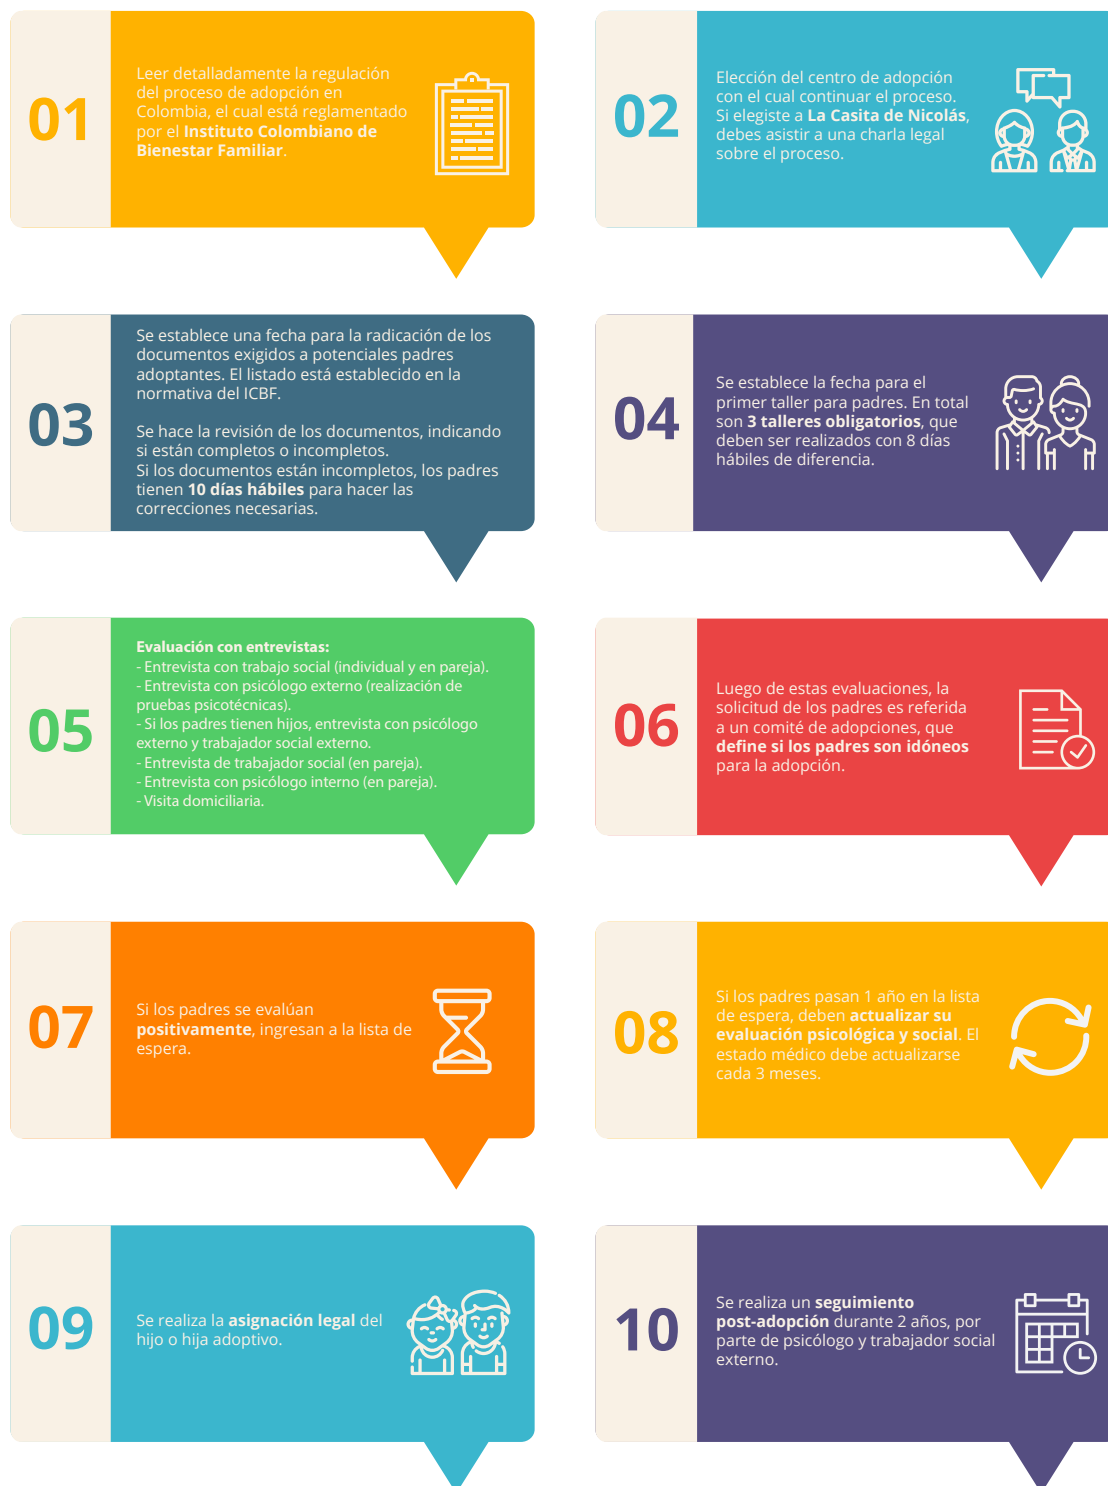 01
Leer detalladamente la regulación
del proceso de adopción en
Colombia, el cual está reglamentado
por el Instituto Colombiano de
Bienestar Familiar.
02
Elección del centro de adopción
con el cual continuar el proceso.
Si elegiste a La Casita de Nicolás,
debes asistir a una charla legal
sobre el proceso.
03
Se establece una fecha para la radicación de los
documentos exigidos a potenciales padres
adoptantes. El listado está establecido en la
normativa del ICBF.
Se hace la revisión de los documentos, indicando
si están completos o incompletos.
Si los documentos están incompletos, los padres
tienen 10 días hábiles para hacer las
correcciones necesarias.
04
Se establece la fecha para el
primer taller para padres. En total
son 3 talleres obligatorios, que
deben ser realizados con 8 días
hábiles de diferencia.
05
Evaluación con entrevistas:
- Entrevista con trabajo social (individual y en pareja).
- Entrevista con psicólogo externo (realización de
pruebas psicotécnicas).
- Si los padres tienen hijos, entrevista con psicólogo
externo y trabajador social externo.
- Entrevista de trabajador social (en pareja).
- Entrevista con psicólogo interno (en pareja).
- Visita domiciliaria.
06
Luego de estas evaluaciones, la
solicitud de los padres es referida
a un comité de adopciones, que
define si los padres son idóneos
para la adopción.
07
Si los padres se evalúan
positivamente, ingresan a la lista de
espera.
08
Si los padres pasan 1 año en la lista
de espera, deben actualizar su
evaluación psicológica y social. El
estado médico debe actualizarse
cada 3 meses.
09
Se realiza la asignación legal del
hijo o hija adoptivo.
10
Se realiza un seguimiento
post-adopción durante 2 años, por
parte de psicólogo y trabajador social
externo.